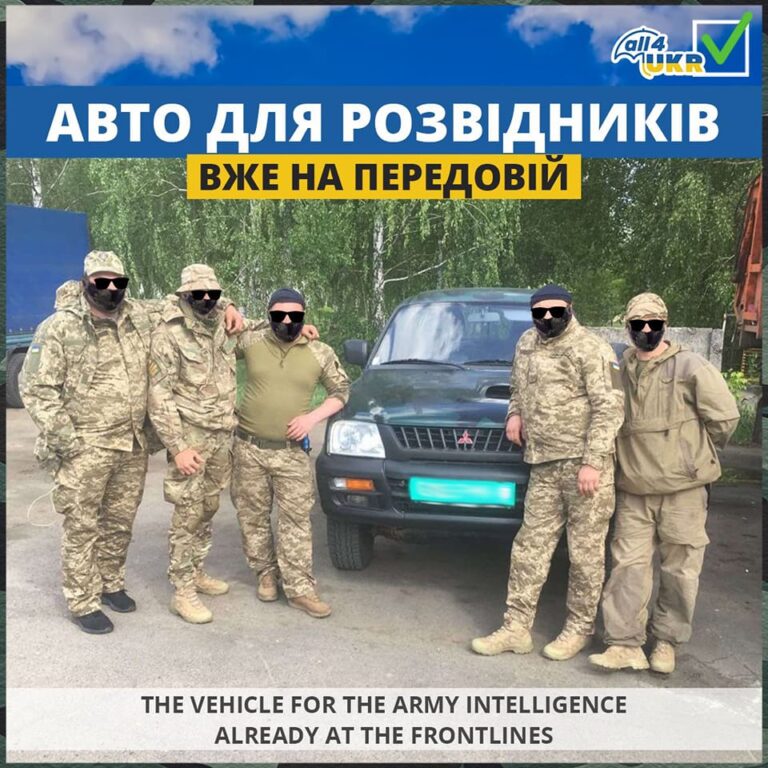 all4
UKR
АВТО ДЛЯ РОЗВІДНИКІВ
ВЖЕ НА ПЕРЕДОВІЙ
THE VEHICLE FOR THE ARMY INTELLIGENCE
ALREADY AT THE FRONTLINES